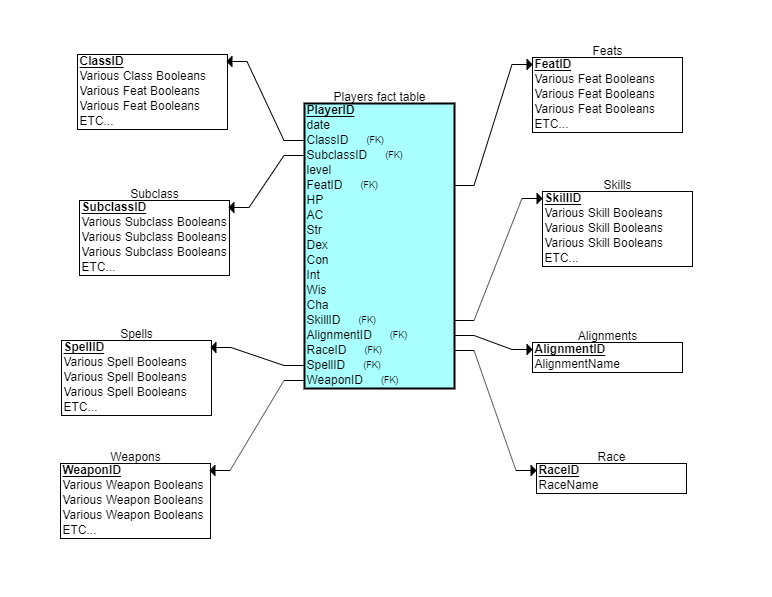 ClassID
Various Class Booleans
Various Feat Booleans
Various Feat Booleans
ETC...
Subclass
SubclassID
Various Subclass Booleans
Various Subclass Booleans
Various Subclass Booleans
ETC...
Spells
SpellID
Various Spell Booleans
Various Spell Booleans
Various Spell Booleans
ETC...
Weapons
WeaponID
Various Weapon Booleans
Various Weapon Booleans
Various Weapon Booleans
ETC...
Players fact table
PlayerID
date
ClassID (FK)
SubclassID (FK)
level
FeatID (FK)
HP
AC
Str
Dex
Con
Int
Wis
Cha
SkillID (FK)
AlignmentID (FK)
RaceID (FK)
SpellID (FK)
WeaponID (FK)
Feats
FeatID
Various Feat Booleans
Various Feat Booleans
Various Feat Booleans
ETC...
Skills
SkillID
Various Skill Booleans
Various Skill Booleans
Various Skill Booleans
ETC...
Alignments
AlignmentID
AlignmentName
Race
RaceID
RaceName